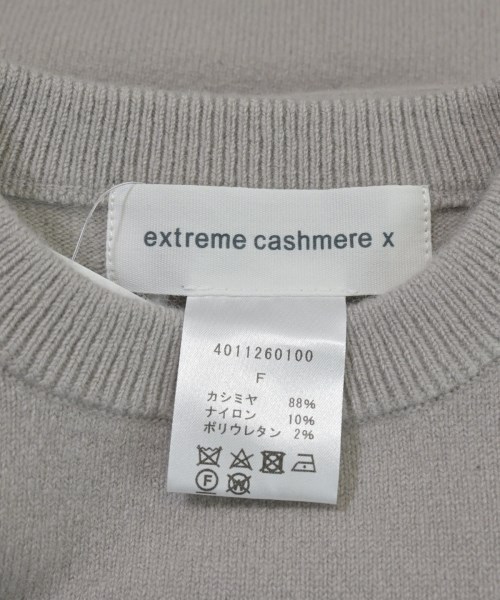 extreme cashmere x
4011260100
F
カシミヤ 88%
ナイロン 10%
ポリウレタン 2%
F W